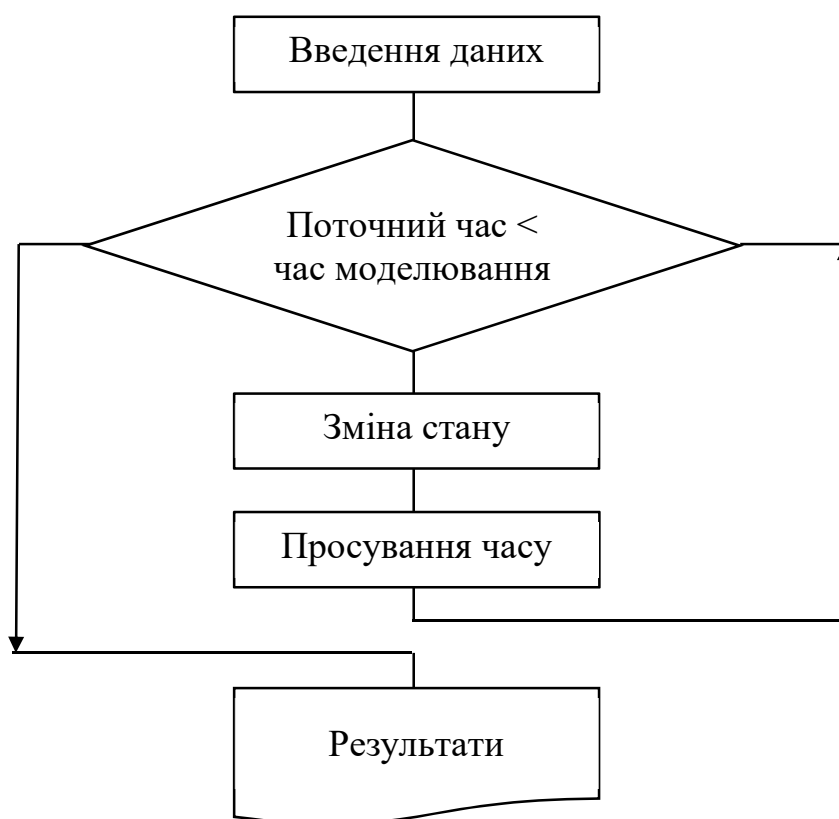 Введення даних
Поточний час <
час моделювання
Зміна стану
Просування часу
Результати